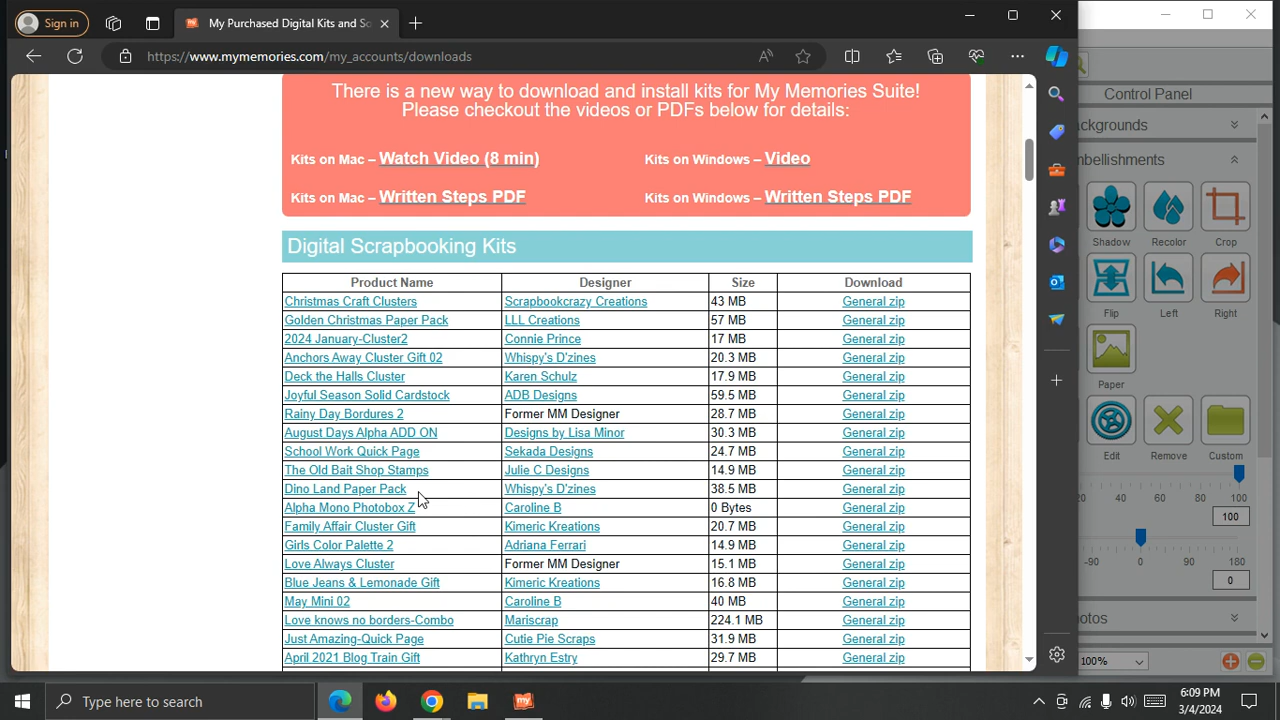 Sign in
My Purchased Digital Kits and So
https://www.mymemories.com/my_accounts/downloads
There is a new way to download and install kits for My Memories Suite!
Please checkout the videos or PDFs below for details:
Kits on Mac – Watch Video (8 min) Kits on Windows – Video
Kits on Mac – Written Steps PDF Kits on Windows – Written Steps PDF
Digital Scrapbooking Kits
Product Name Designer Size Download
Christmas Craft Clusters Scrapbookcrazy Creations 43 MB General zip
Golden Christmas Paper Pack LLL Creations 57 MB General zip
2024 January-Cluster2 Connie Prince 17 MB General zip
Anchors Away Cluster Gift 02 Whispy's D'zines 20.3 MB General zip
Deck the Halls Cluster Karen Schulz 17.9 MB General zip
Joyful Season Solid Cardstock ADB Designs 59.5 MB General zip
Rainy Day Bordures 2 Former MM Designer 28.7 MB General zip
August Days Alpha ADD ON Designs by Lisa Minor 30.3 MB General zip
School Work Quick Page Sekada Designs 24.7 MB General zip
The Old Bait Shop Stamps Julie C Designs 14.9 MB General zip
Dino Land Paper Pack Whispy's D'zines 38.5 MB General zip
Alpha Mono Photobox Z Caroline B 0 Bytes General zip
Family Affair Cluster Gift Kimeric Kreations 20.7 MB General zip
Girls Color Palette 2 Adriana Ferrari 14.9 MB General zip
Love Always Cluster Former MM Designer 15.1 MB General zip
Blue Jeans & Lemonade Gift Kimeric Kreations 16.8 MB General zip
May Mini 02 Caroline B 40 MB General zip
Love knows no borders-Combo Mariscrap 224.1 MB General zip
Just Amazing-Quick Page Cutie Pie Scraps 31.9 MB General zip
April 2021 Blog Train Gift Kathryn Estry 29.7 MB General zip
Control Panel
ckgrounds
mbellishments
Shadow Recolor Crop
Flip Left Right
Paper
Edit Remove Custom
20 40 60 80 100
100
-90 0 90 180
0
otos
100%
Type here to search
my
6:09 PM
3/4/2024